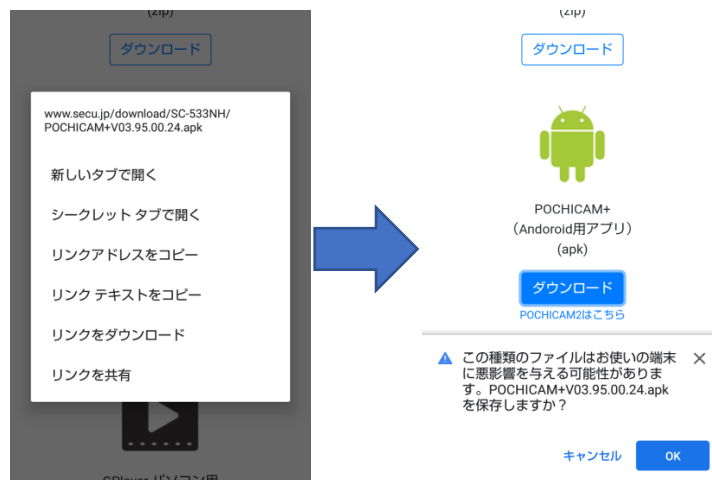 (zip)
ダウンロード
www.secu.jp/download/SC-533NH/
POCHICAM+V03.95.00.24.apk
新しいタブで開く
シークレット タブで開く
リンクアドレスをコピー
リンク テキストをコピー
リンクをダウンロード
リンクを共有
GPlayer パソコン用
(zip)
ダウンロード
POCHICAM+
（Andoroid用アプリ）
(apk)
ダウンロード
POCHICAM2はこちら
この種類のファイルはお使いの端末
に悪影響を与える可能性がありま
す。POCHICAM+V03.95.00.24.apk
を保存しますか？
キャンセル
OK